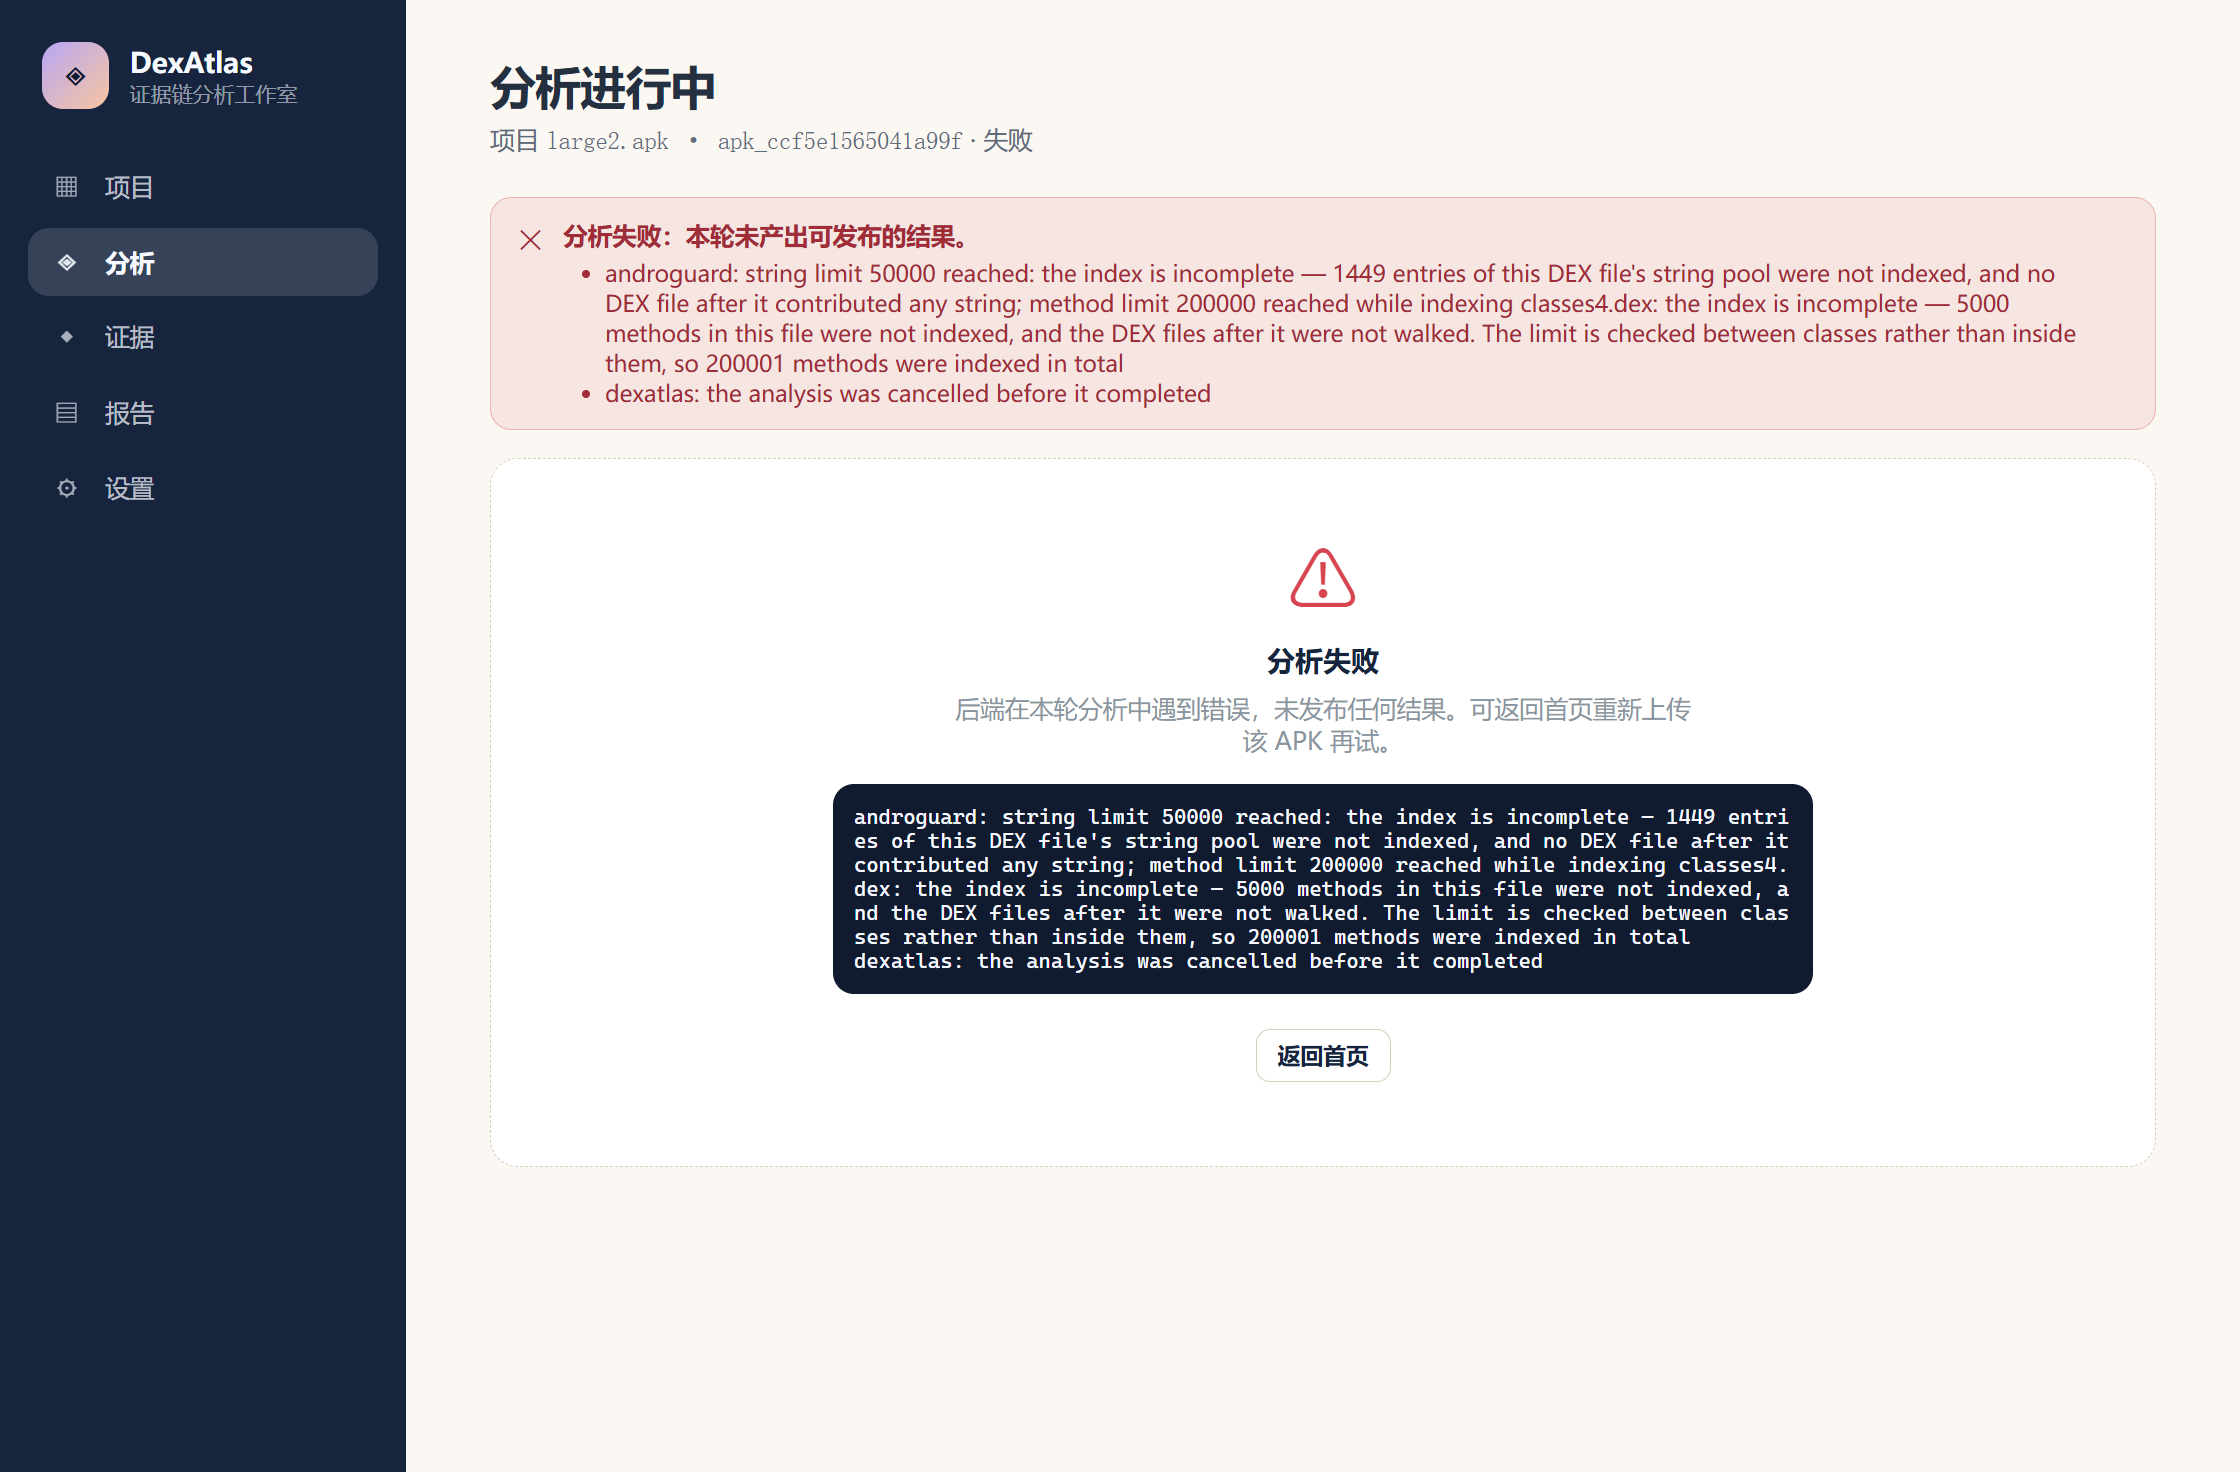 DexAtlas
证据链分析工作室
项目
分析
证据
报告
设置
分析进行中
项目 large2.apk • apk_ccf5e1565041a99f · 失败
分析失败：本轮未产出可发布的结果。
• androguard: string limit 50000 reached: the index is incomplete — 1449 entries of this DEX file's string pool were not indexed, and no
DEX file after it contributed any string; method limit 200000 reached while indexing classes4.dex: the index is incomplete — 5000
methods in this file were not indexed, and the DEX files after it were not walked. The limit is checked between classes rather than inside
them, so 200001 methods were indexed in total
• dexatlas: the analysis was cancelled before it completed
分析失败
后端在本轮分析中遇到错误，未发布任何结果。可返回首页重新上传
该 APK 再试。
androguard: string limit 50000 reached: the index is incomplete — 1449 entri
es of this DEX file's string pool were not indexed, and no DEX file after it
contributed any string; method limit 200000 reached while indexing classes4.
dex: the index is incomplete — 5000 methods in this file were not indexed, a
nd the DEX files after it were not walked. The limit is checked between clas
ses rather than inside them, so 200001 methods were indexed in total
dexatlas: the analysis was cancelled before it completed
返回首页